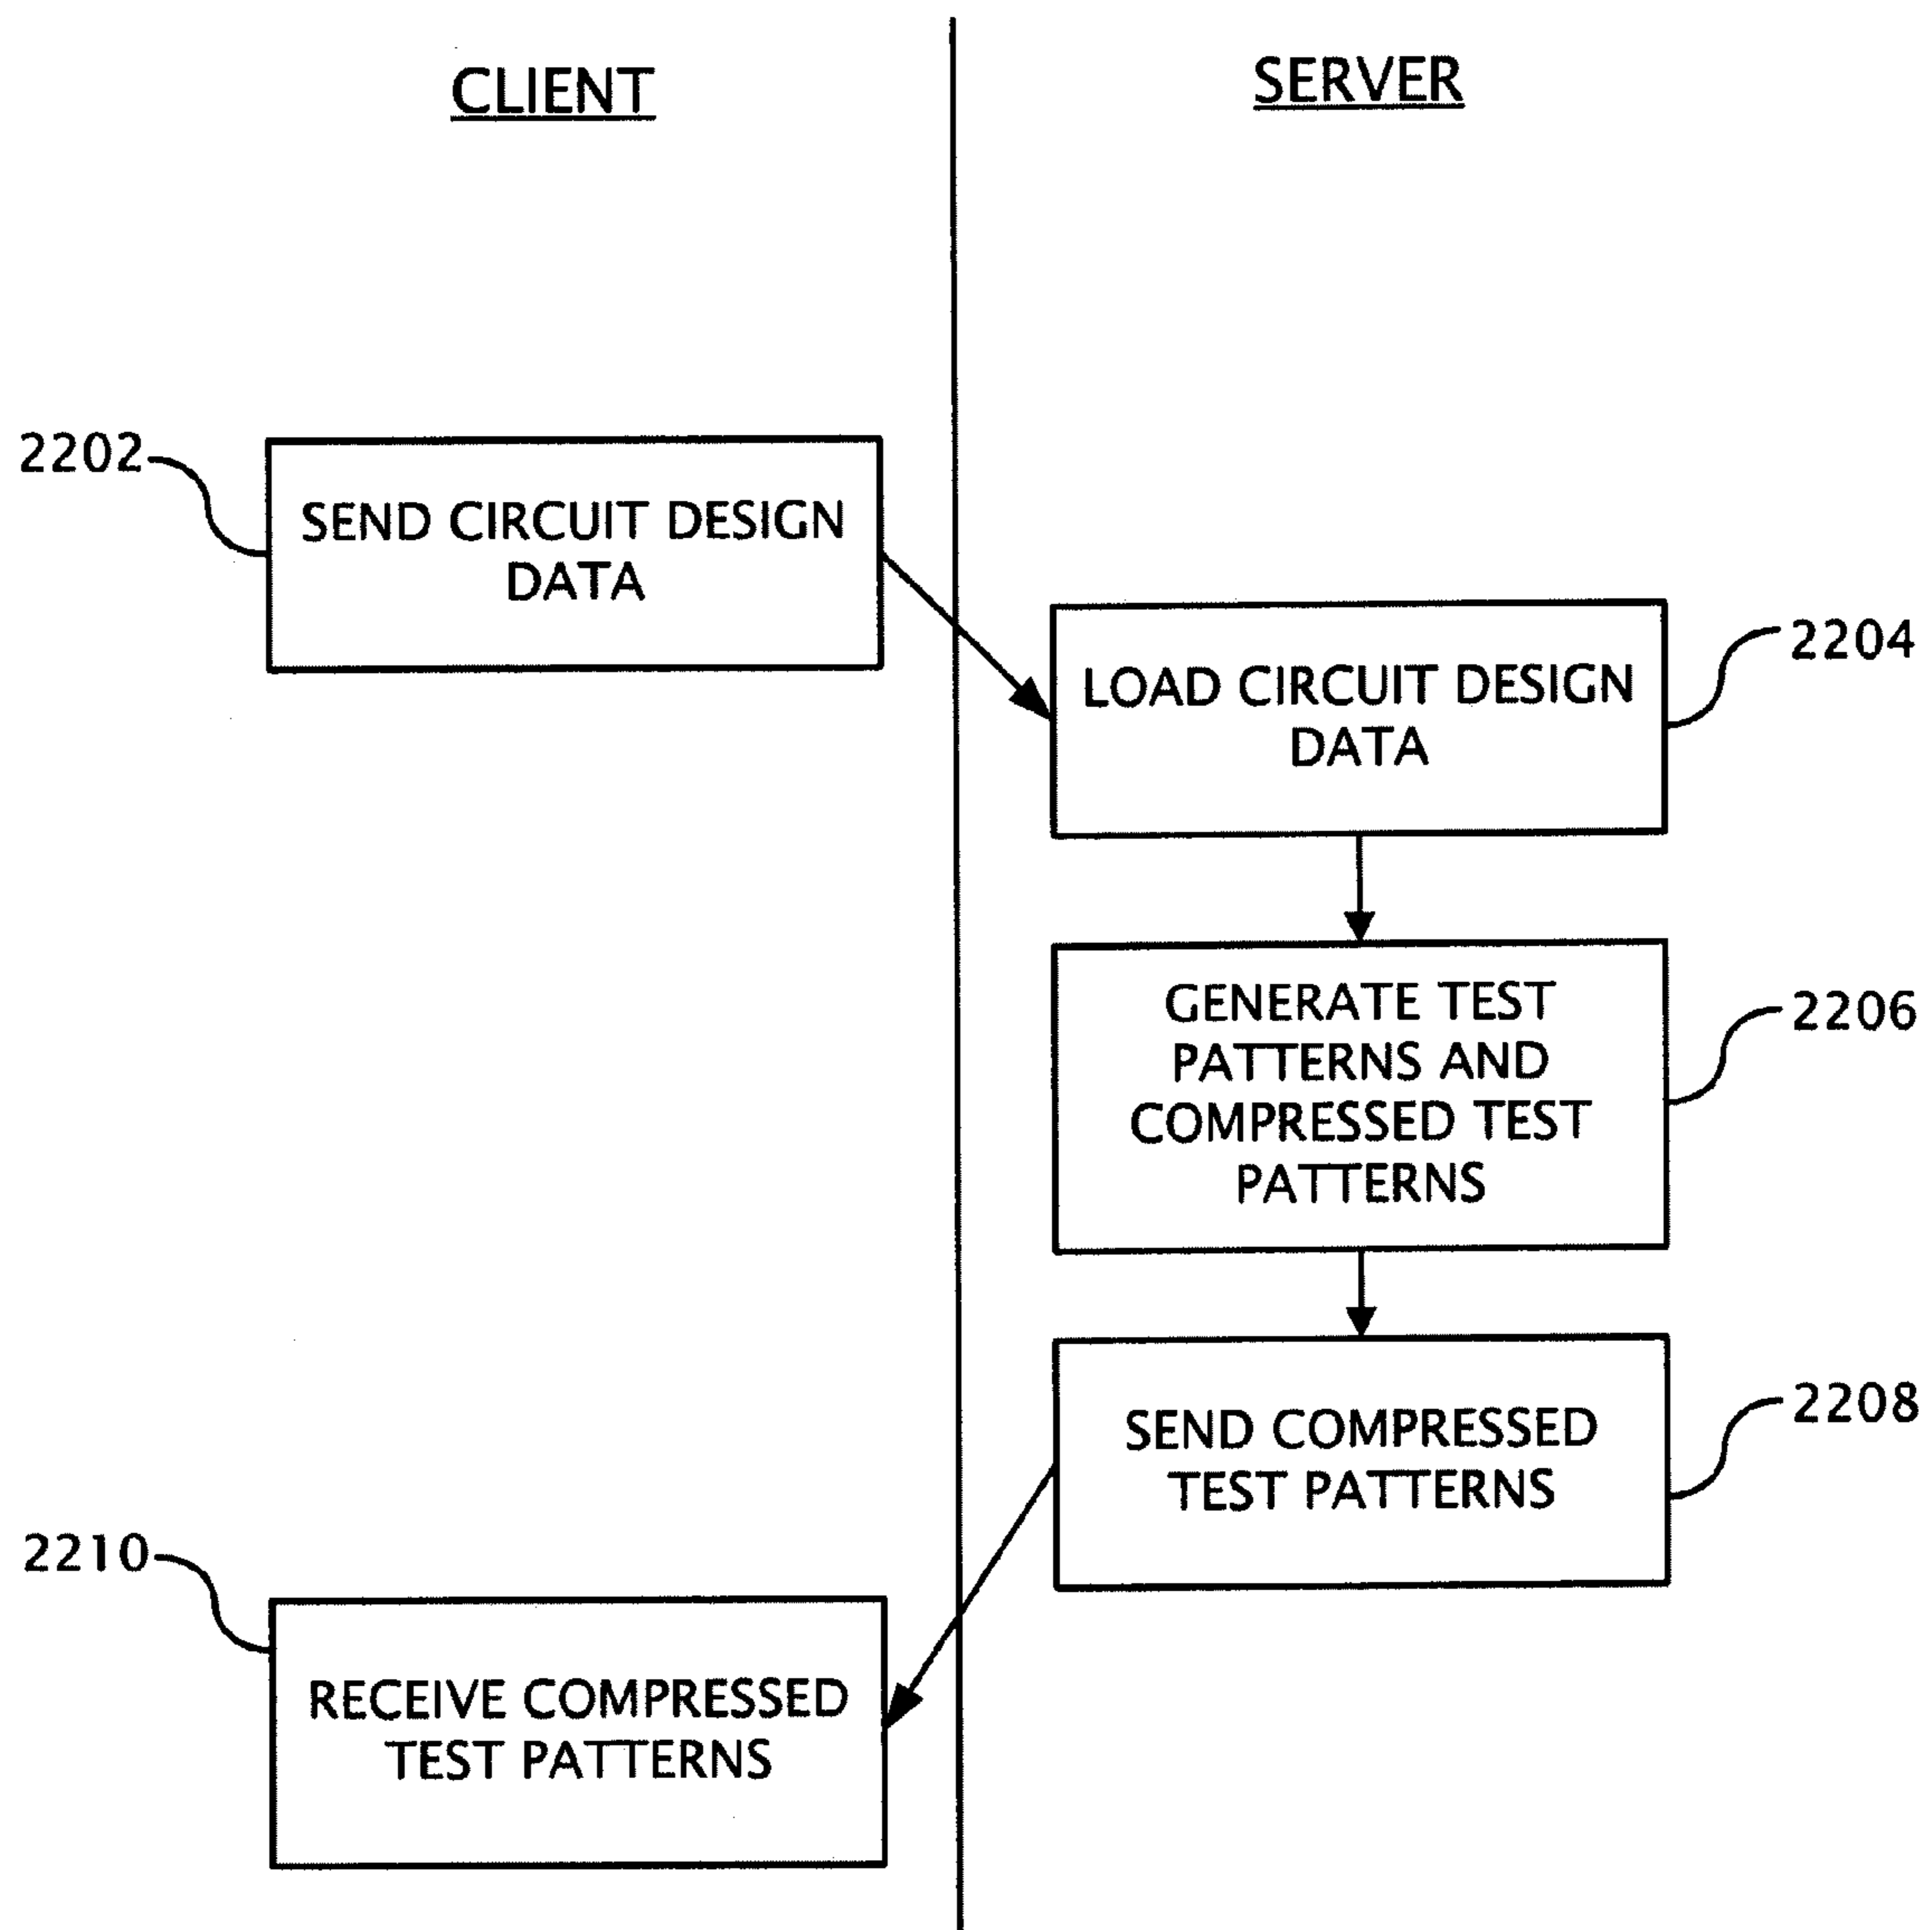 CLIENT
SERVER
2202
SEND CIRCUIT DESIGN
DATA
2204
LOAD CIRCUIT DESIGN
DATA
2206
GENERATE TEST
PATTERNS AND
COMPRESSED TEST
PATTERNS
2208
SEND COMPRESSED
TEST PATTERNS
2210
RECEIVE COMPRESSED
TEST PATTERNS